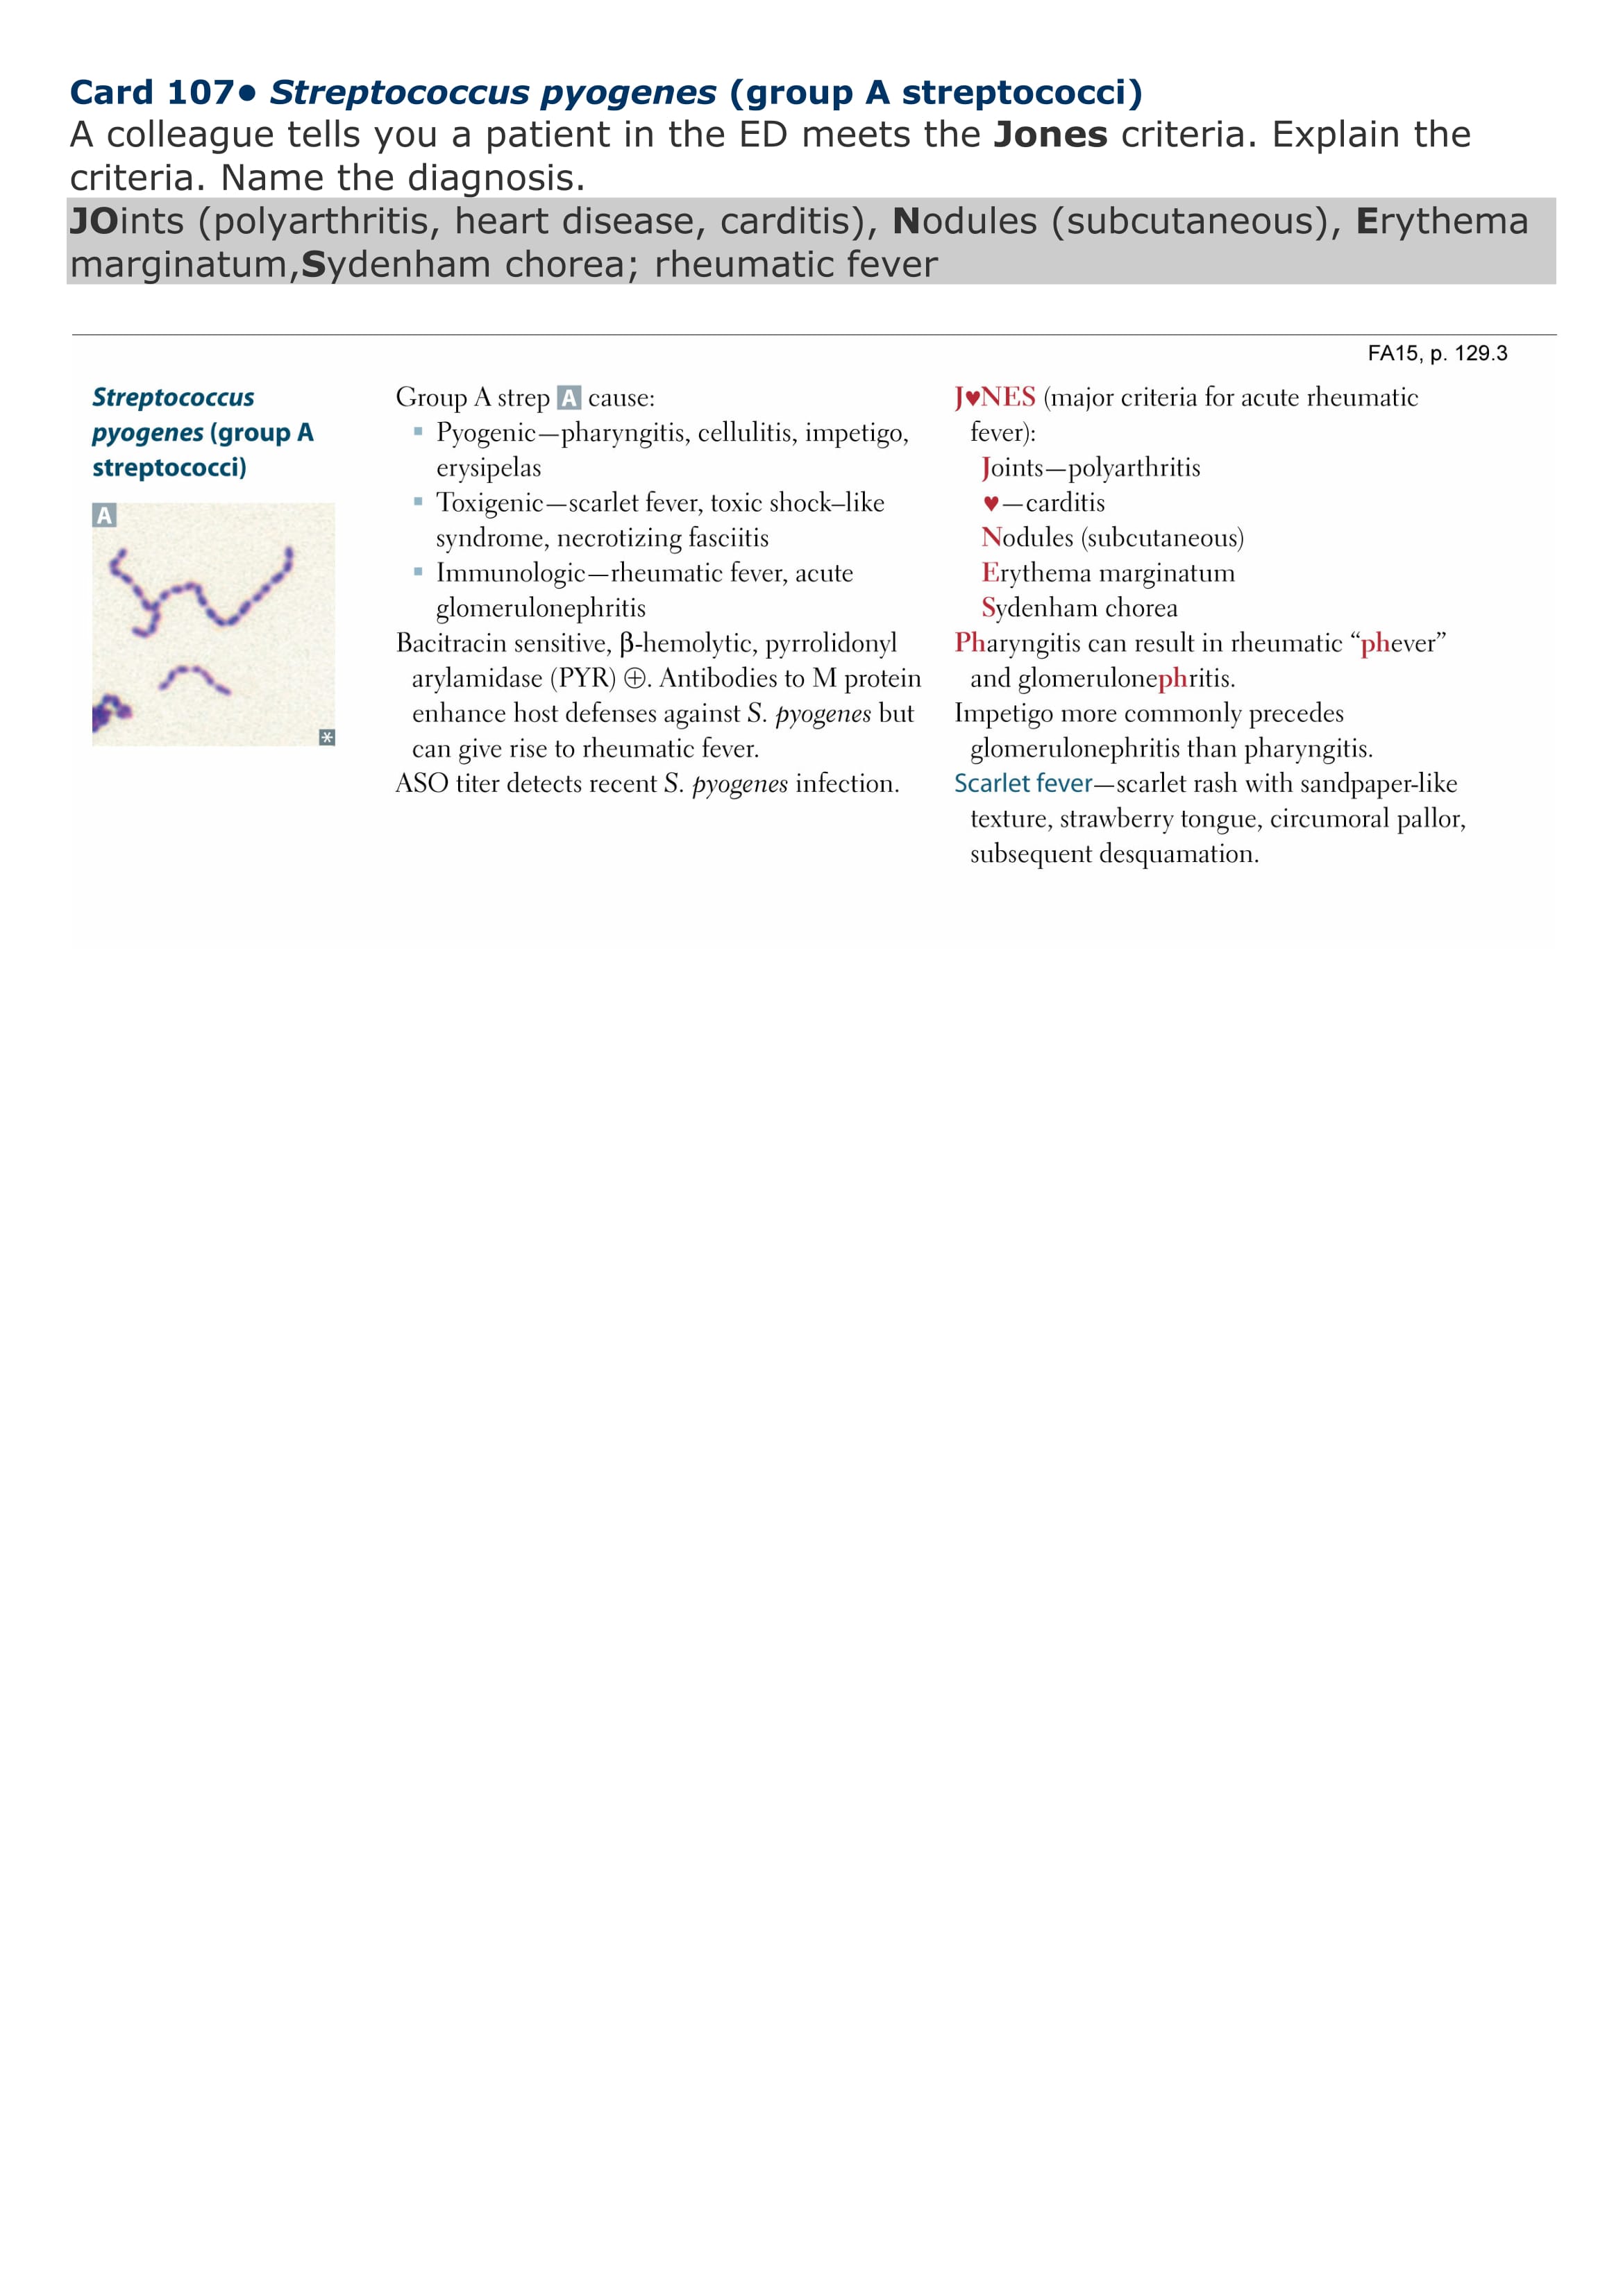 Card 107• Streptococcus pyogenes (group A streptococci)
A colleague tells you a patient in the ED meets the Jones criteria. Explain the
criteria. Name the diagnosis.
JOints (polyarthritis, heart disease, carditis), Nodules (subcutaneous), Erythema
marginatum,Sydenham chorea; rheumatic fever
FA15, p. 129.3
Streptococcus
pyogenes (group A
streptococci)
A
*
Group A strep A cause:
▪ Pyogenic—pharyngitis, cellulitis, impetigo,
erysipelas
▪ Toxigenic—scarlet fever, toxic shock–like
syndrome, necrotizing fasciitis
▪ Immunologic—rheumatic fever, acute
glomerulonephritis
Bacitracin sensitive, β-hemolytic, pyrrolidonyl
arylamidase (PYR) ⊕. Antibodies to M protein
enhance host defenses against S. pyogenes but
can give rise to rheumatic fever.
ASO titer detects recent S. pyogenes infection.
J♥NES (major criteria for acute rheumatic
fever):
Joints—polyarthritis
♥—carditis
Nodules (subcutaneous)
Erythema marginatum
Sydenham chorea
Pharyngitis can result in rheumatic “phever”
and glomerulonephritis.
Impetigo more commonly precedes
glomerulonephritis than pharyngitis.
Scarlet fever—scarlet rash with sandpaper-like
texture, strawberry tongue, circumoral pallor,
subsequent desquamation.